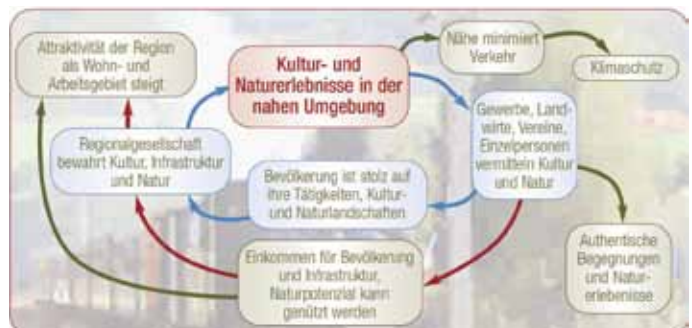 Attraktivität der Region
als Wohn- und
Arbeitsgebiet steigt
Kultur- und
Naturerlebnisse in der
nahen Umgebung
Nähe minimiert
Verkehr
Klimaschutz
Regionalgesellschaft
bewahrt Kultur, Infrastruktur
und Natur
Gewerbe, Land-
wirte, Vereine,
Einzelpersonen
vermitteln Kultur
und Natur
Bevölkerung ist stolz auf
ihre Tätigkeiten, Kultur-
und Naturlandschaften
Einkommen für Bevölkerung
und Infrastruktur,
Naturpotenzial kann
genützt werden
Authentische
Begegnungen
und Natur-
erlebenisse